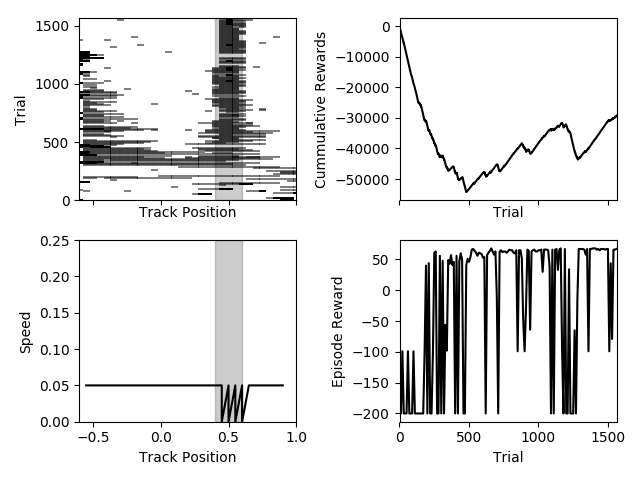 1500
1000
500
0
Trial
Track Position
0
−10000
−20000
−30000
−40000
−50000
Cummulative Rewards
Trial
0.25
0.20
0.15
0.10
0.05
0.00
Speed
−0.5 0.0 0.5 1.0
Track Position
50
0
−50
−100
−150
−200
Episode Reward
0 500 1000 1500
Trial